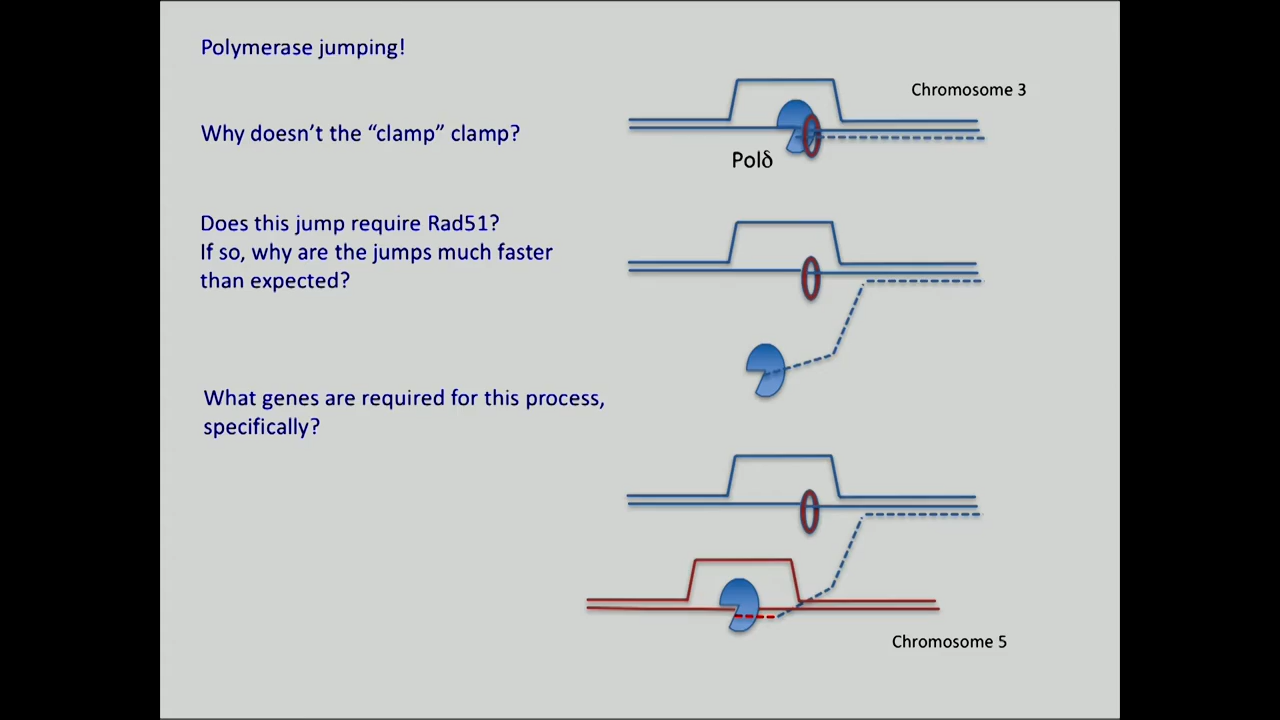 Polymerase jumping!
Chromosome 3
Why doesn't the “clamp” clamp?
Polδ
Does this jump require Rad51?
If so, why are the jumps much faster
than expected?
What genes are required for this process,
specifically?
Chromosome 5